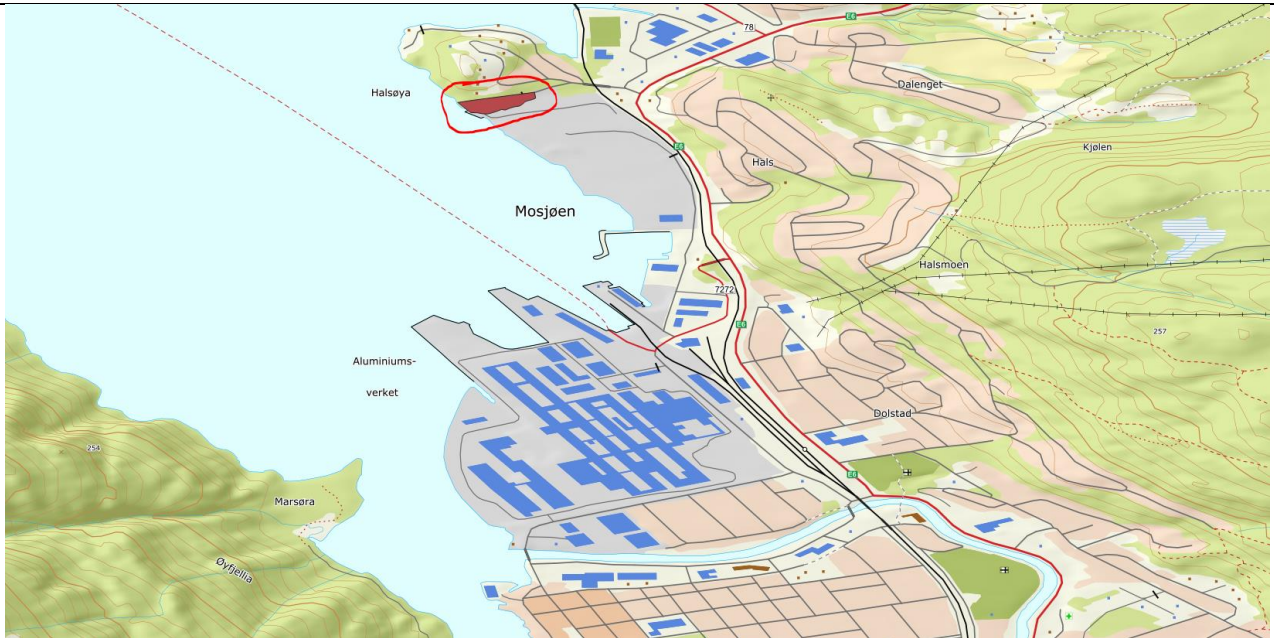 E6
78
Halsøya
Dalenget
E6
Kjølen
Hals
Mosjøen
Halsmoen
7272
E6
257
Aluminiums-
verket
Dolstad
254
E6
Marsøra
Øyfjellia